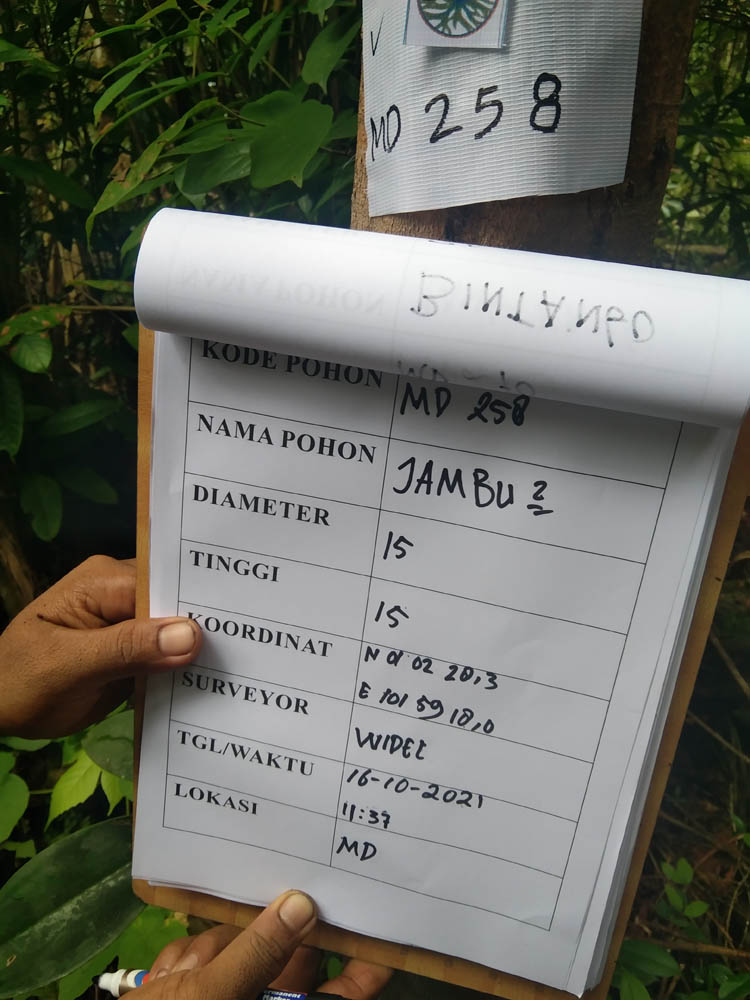 V
MD 258
BINTANGO
KODE POHON MD 258
NAMA POHON JAMBU 2
DIAMETER 15
TINGGI 15
KOORDINAT N 01 02 20,3
E 101 59 18,0
SURVEYOR WIDEL
TGL/WAKTU 16-10-2021
11:37
LOKASI MD